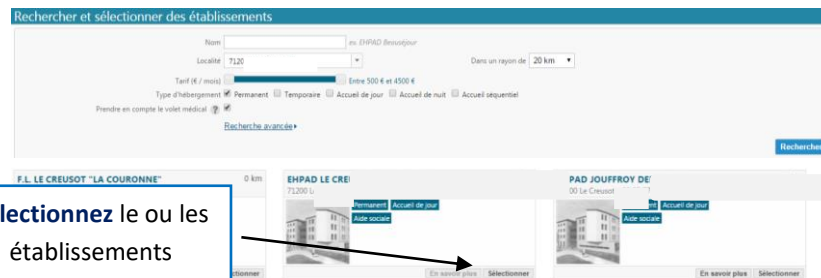 Rechercher et sélectionner des établissements
Nom ex. EHPAD Beauséjour
Localité 7120 Dans un rayon de 20 km
Tarif (€ / mois) Entre 500 € et 4500 €
Type d'hébergement Permanent Temporaire Accueil de jour Accueil de nuit Accueil séquentiel
Prendre en compte le volet médical ?
Recherche avancée
Rechercher
F.L. LE CREUSOT "LA COURONNE" 0 km
EHPAD LE CRE
71200 L
Permanent Accueil de jour
Aide sociale
En savoir plus Sélectionner
PAD JOUFFROY DE
00 Le Creusot
nt Accueil de jour
Aide sociale
En savoir plus Sélectionner
lectionnez le ou les
établissements
ctionner